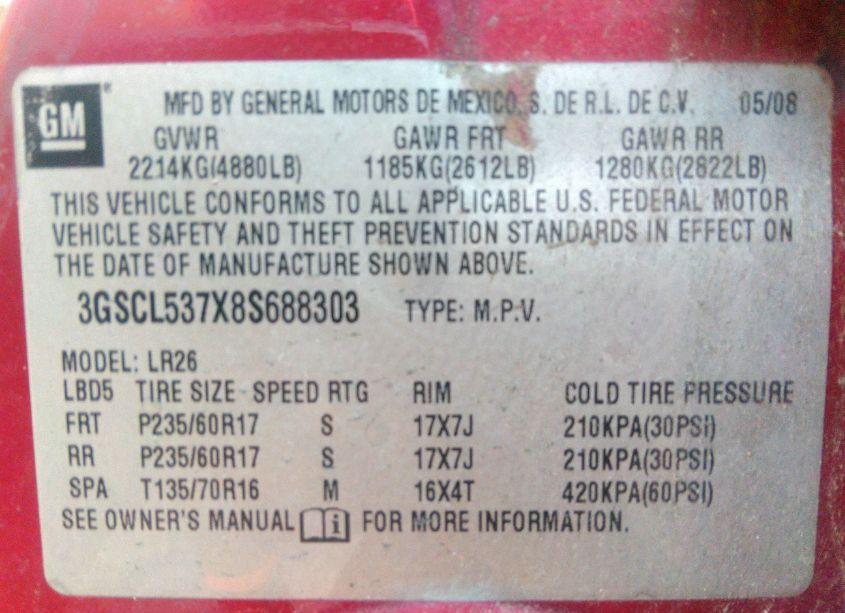 GM® MFD BY GENERAL MOTORS DE MEXICO, S. DE R.L. DE C.V. 05/08
GVWR GAWR FRT GAWR RR
2214KG(4880LB) 1185KG(2612LB) 1280KG(2822LB)
THIS VEHICLE CONFORMS TO ALL APPLICABLE U.S. FEDERAL MOTOR
VEHICLE SAFETY AND THEFT PREVENTION STANDARDS IN EFFECT ON
THE DATE OF MANUFACTURE SHOWN ABOVE.
3GSCL537X8S688303 TYPE: M.P.V.
MODEL: LR26
LBD5 TIRE SIZE SPEED RTG RIM COLD TIRE PRESSURE
FRT P235/60R17 S 17X7J 210KPA(30PSI)
RR P235/60R17 S 17X7J 210KPA(30PSI)
SPA T135/70R16 M 16X4T 420KPA(60PSI)
SEE OWNER'S MANUAL i FOR MORE INFORMATION.